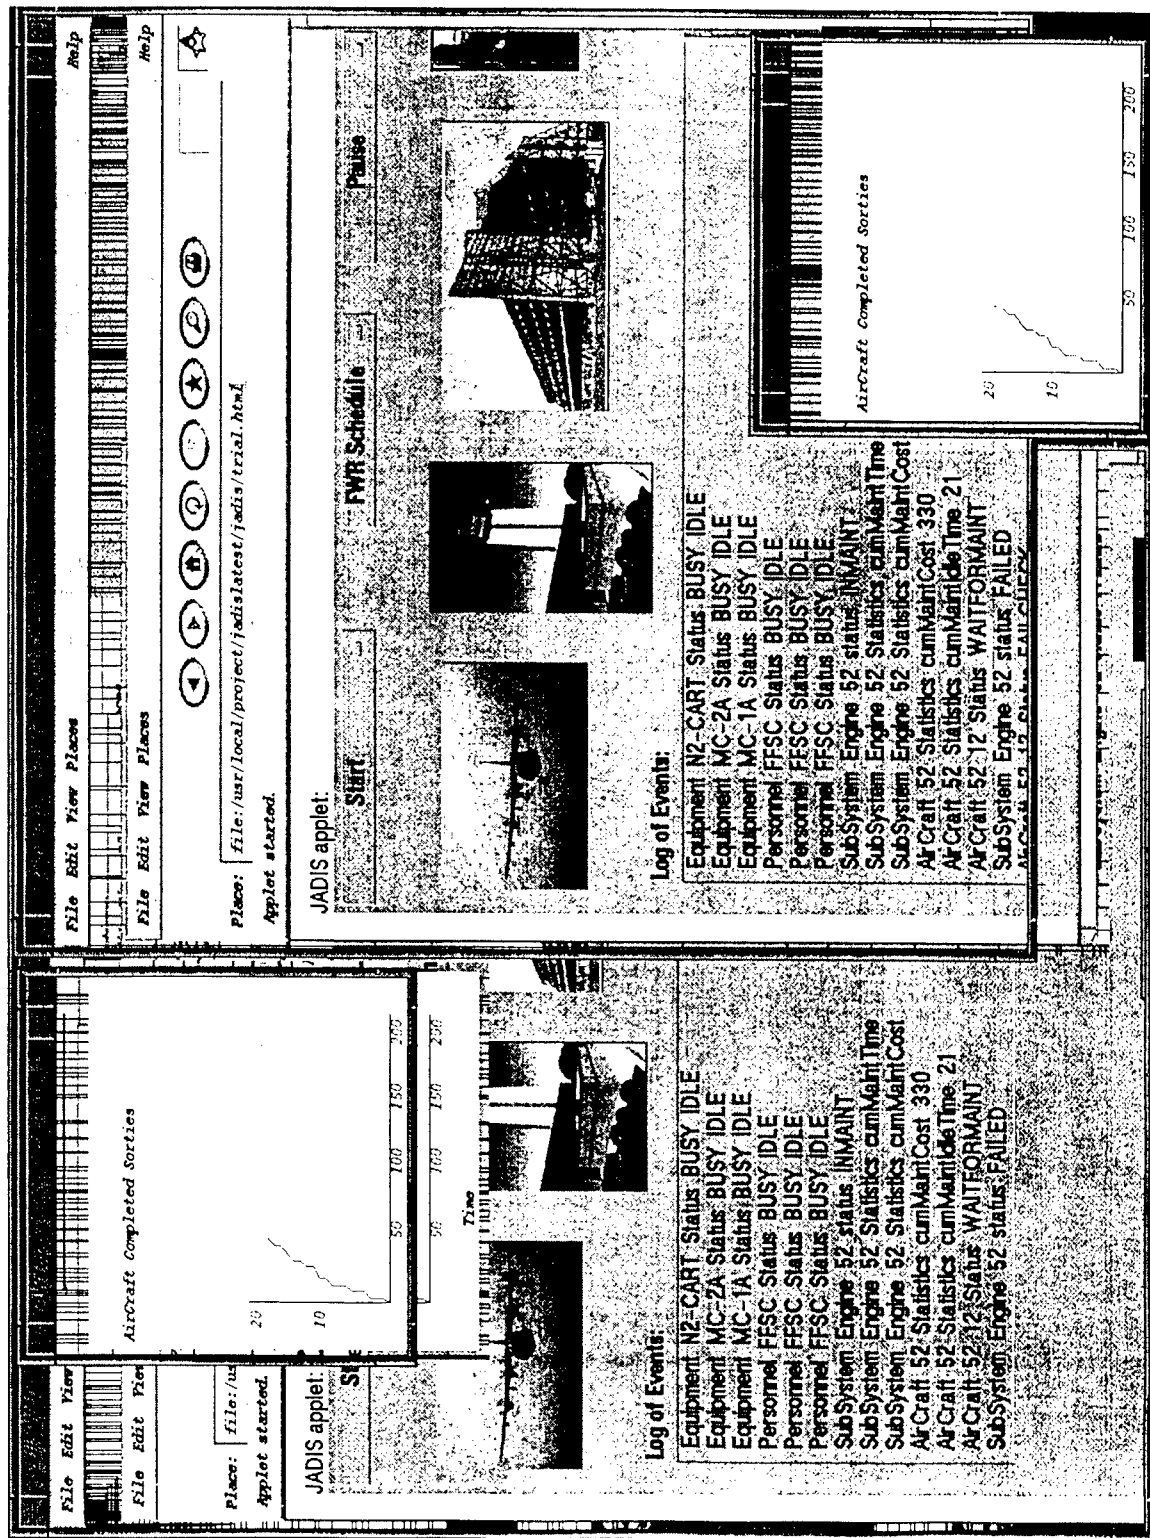 File Edit View
File Edit View
Place: file:/us
Applet started.
JADIS applet:
AirCraft Completed Sorties
20
10
50 100 150 200
50 100 150 200
Time
Log of Events:
Equipment N2-CART Status BUSY IDLE
Equipment MC-2A Status BUSY IDLE
Equipment MC-1A Status BUSY IDLE
Personnel FFSC Status BUSY IDLE
Personnel FFSC Status BUSY IDLE
Personnel FFSC Status BUSY IDLE
SubSystem Engine 52 status INMAINT
SubSystem Engine 52 Statistics cumMaintTime
SubSystem Engine 52 Statistics cumMaintCost
AirCraft 52 Statistics cumMaintCost 330
AirCraft 52 Statistics cumMaintIdleTime 21
AirCraft 52 12 Status WAITFORMAINT
SubSystem Engine 52 status FAILED
File Edit View Places Help
File Edit View Places Help
Place: file:/usr/local/project/jadislatest/jadis/trial.html
Applet started.
JADIS applet:
Start FWR Schedule Pause
Log of Events:
Equipment N2-CART Status BUSY IDLE
Equipment MC-2A Status BUSY IDLE
Equipment MC-1A Status BUSY IDLE
Personnel FFSC Status BUSY IDLE
Personnel FFSC Status BUSY IDLE
Personnel FFSC Status BUSY IDLE
SubSystem Engine 52 status INMAINT
SubSystem Engine 52 Statistics cumMaintTime
SubSystem Engine 52 Statistics cumMaintCost
AirCraft 52 Statistics cumMaintCost 330
AirCraft 52 Statistics cumMaintIdleTime 21
AirCraft 52 12 Status WAITFORMAINT
SubSystem Engine 52 status FAILED
AirCraft Completed Sorties
20
10
50 100 150 200